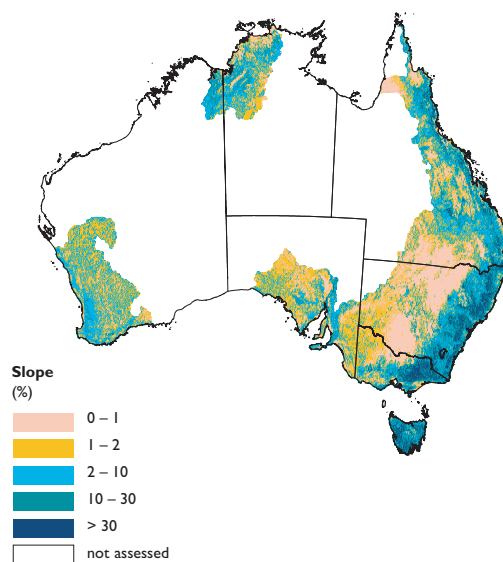 Slope
(%)
0 – 1
1 – 2
2 – 10
10 – 30
> 30
not assessed